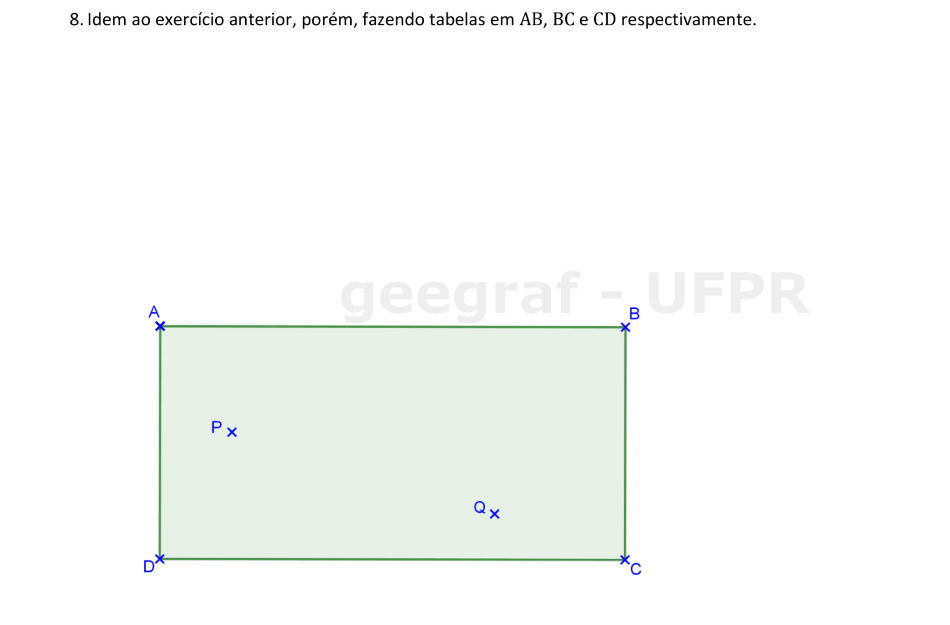 8. Idem ao exercício anterior, porém, fazendo tabelas em AB, BC e CD respectivamente.
geegraf - UFPR
A
B
P
Q
D
C